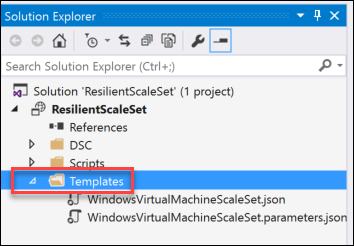 Solution Explorer
Search Solution Explorer (Ctrl+;)
Solution 'ResilientScaleSet' (1 project)
ResilientScaleSet
References
DSC
Scripts
Templates
WindowsVirtualMachineScaleSet.json
WindowsVirtualMachineScaleSet.parameters.json